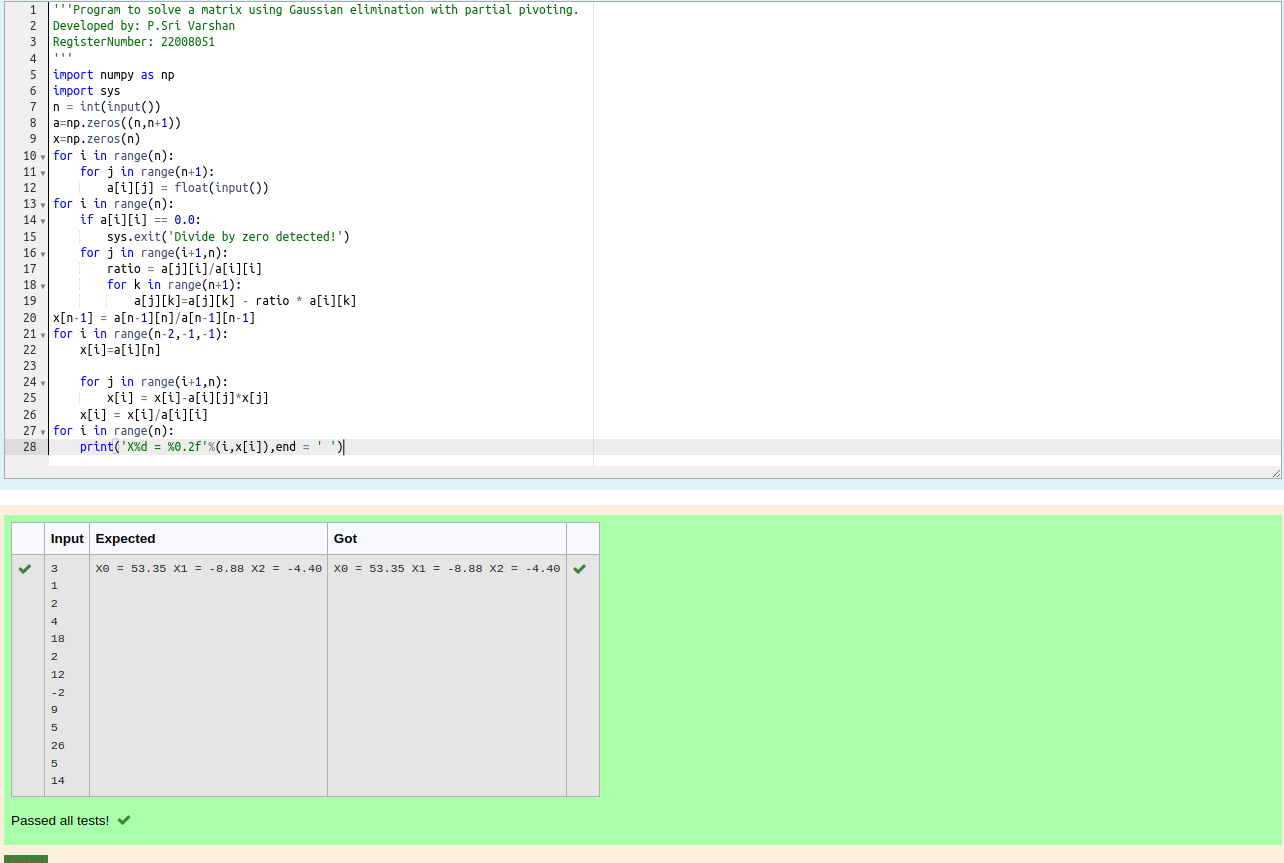 1 '''Program to solve a matrix using Gaussian elimination with partial pivoting.
2 Developed by: P.Sri Varshan
3 RegisterNumber: 22008051
4 '''
5 import numpy as np
6 import sys
7 n = int(input())
8 a=np.zeros((n,n+1))
9 x=np.zeros(n)
10 for i in range(n):
11     for j in range(n+1):
12         a[i][j] = float(input())
13 for i in range(n):
14     if a[i][i] == 0.0:
15         sys.exit('Divide by zero detected!')
16     for j in range(i+1,n):
17         ratio = a[j][i]/a[i][i]
18         for k in range(n+1):
19             a[j][k]=a[j][k] - ratio * a[i][k]
20 x[n-1] = a[n-1][n]/a[n-1][n-1]
21 for i in range(n-2,-1,-1):
22     x[i]=a[i][n]
23
24     for j in range(i+1,n):
25         x[i] = x[i]-a[i][j]*x[j]
26     x[i] = x[i]/a[i][i]
27 for i in range(n):
28     print('X%d = %0.2f'%(i,x[i]),end = ' ')
Input Expected Got
3 X0 = 53.35 X1 = -8.88 X2 = -4.40 X0 = 53.35 X1 = -8.88 X2 = -4.40
1
2
4
18
2
12
-2
9
5
26
5
14
Passed all tests!